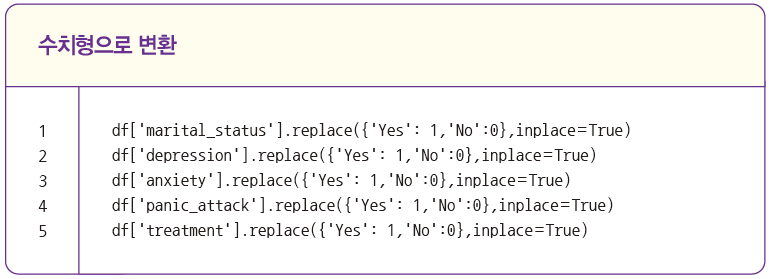 수치형으로 변환
1 df['marital_status'].replace({'Yes': 1,'No':0},inplace=True)
2 df['depression'].replace({'Yes': 1,'No':0},inplace=True)
3 df['anxiety'].replace({'Yes': 1,'No':0},inplace=True)
4 df['panic_attack'].replace({'Yes': 1,'No':0},inplace=True)
5 df['treatment'].replace({'Yes': 1,'No':0},inplace=True)